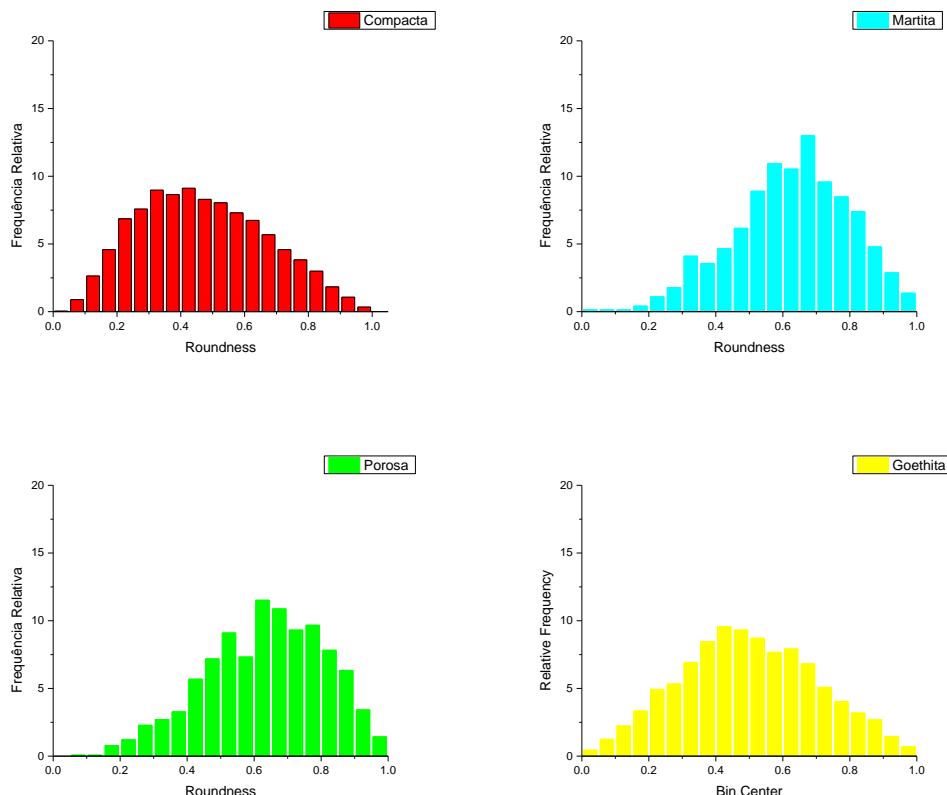 Compacta
20
15
10
5
0
Frequência Relativa
0.0 0.2 0.4 0.6 0.8 1.0
Roundness
Martita
20
15
10
5
0
Frequência Relativa
0.0 0.2 0.4 0.6 0.8 1.0
Roundness
Porosa
20
15
10
5
0
Frequência Relativa
0.0 0.2 0.4 0.6 0.8 1.0
Roundness
Goethita
20
15
10
5
0
Relative Frequency
0.0 0.2 0.4 0.6 0.8 1.0
Bin Center